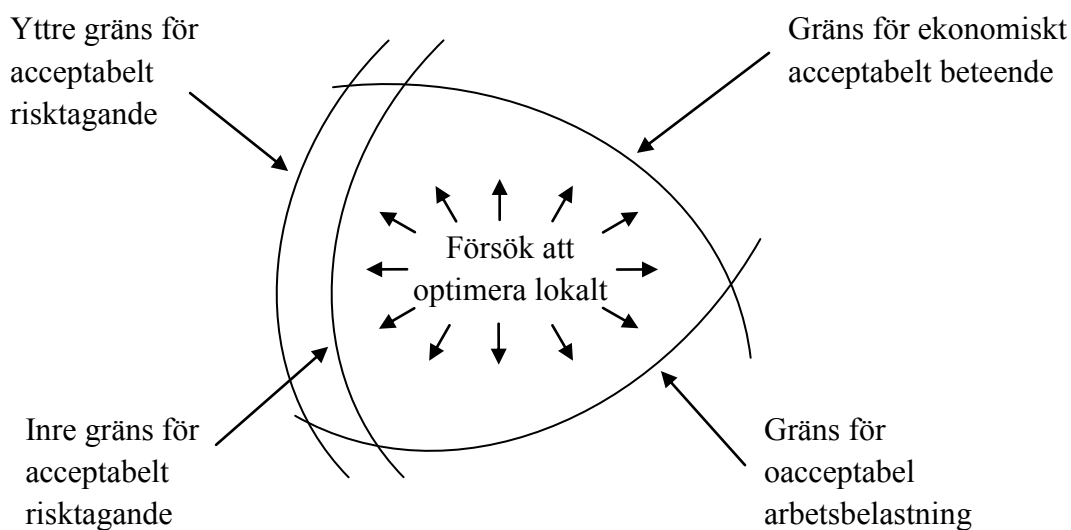 Yttre gräns för
acceptabelt
risktagande
Gräns för ekonomiskt
acceptabelt beteende
Försök att
optimera lokalt
Inre gräns för
acceptabelt
risktagande
Gräns för
oacceptabel
arbetsbelastning